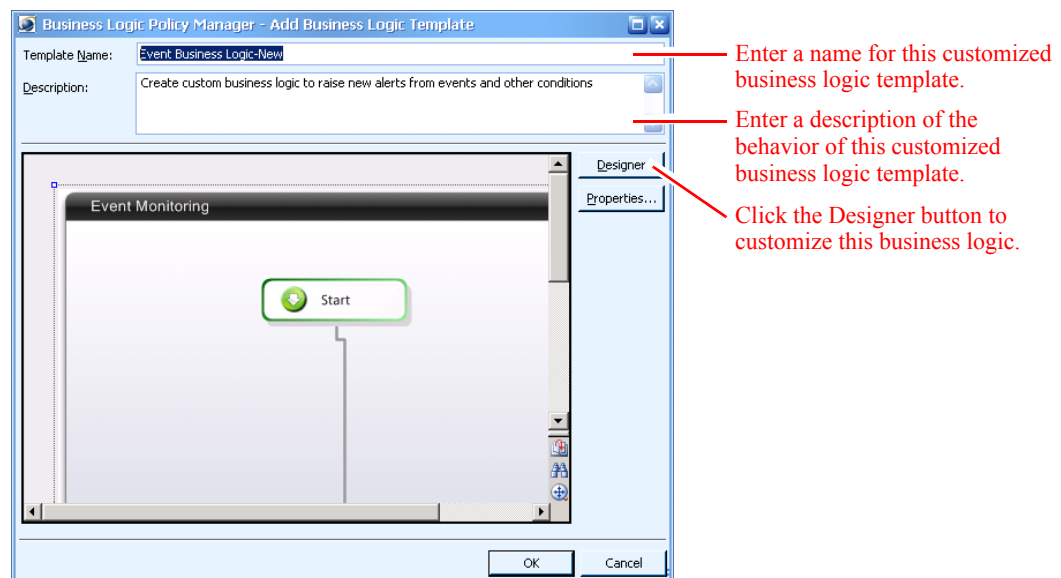 Business Logic Policy Manager - Add Business Logic Template
Template Name:
Event Business Logic-New
Description:
Create custom business logic to raise new alerts from events and other conditions
Designer
Properties...
Event Monitoring
Start
OK
Cancel
Enter a name for this customized
business logic template.
Enter a description of the
behavior of this customized
business logic template.
Click the Designer button to
customize this business logic.